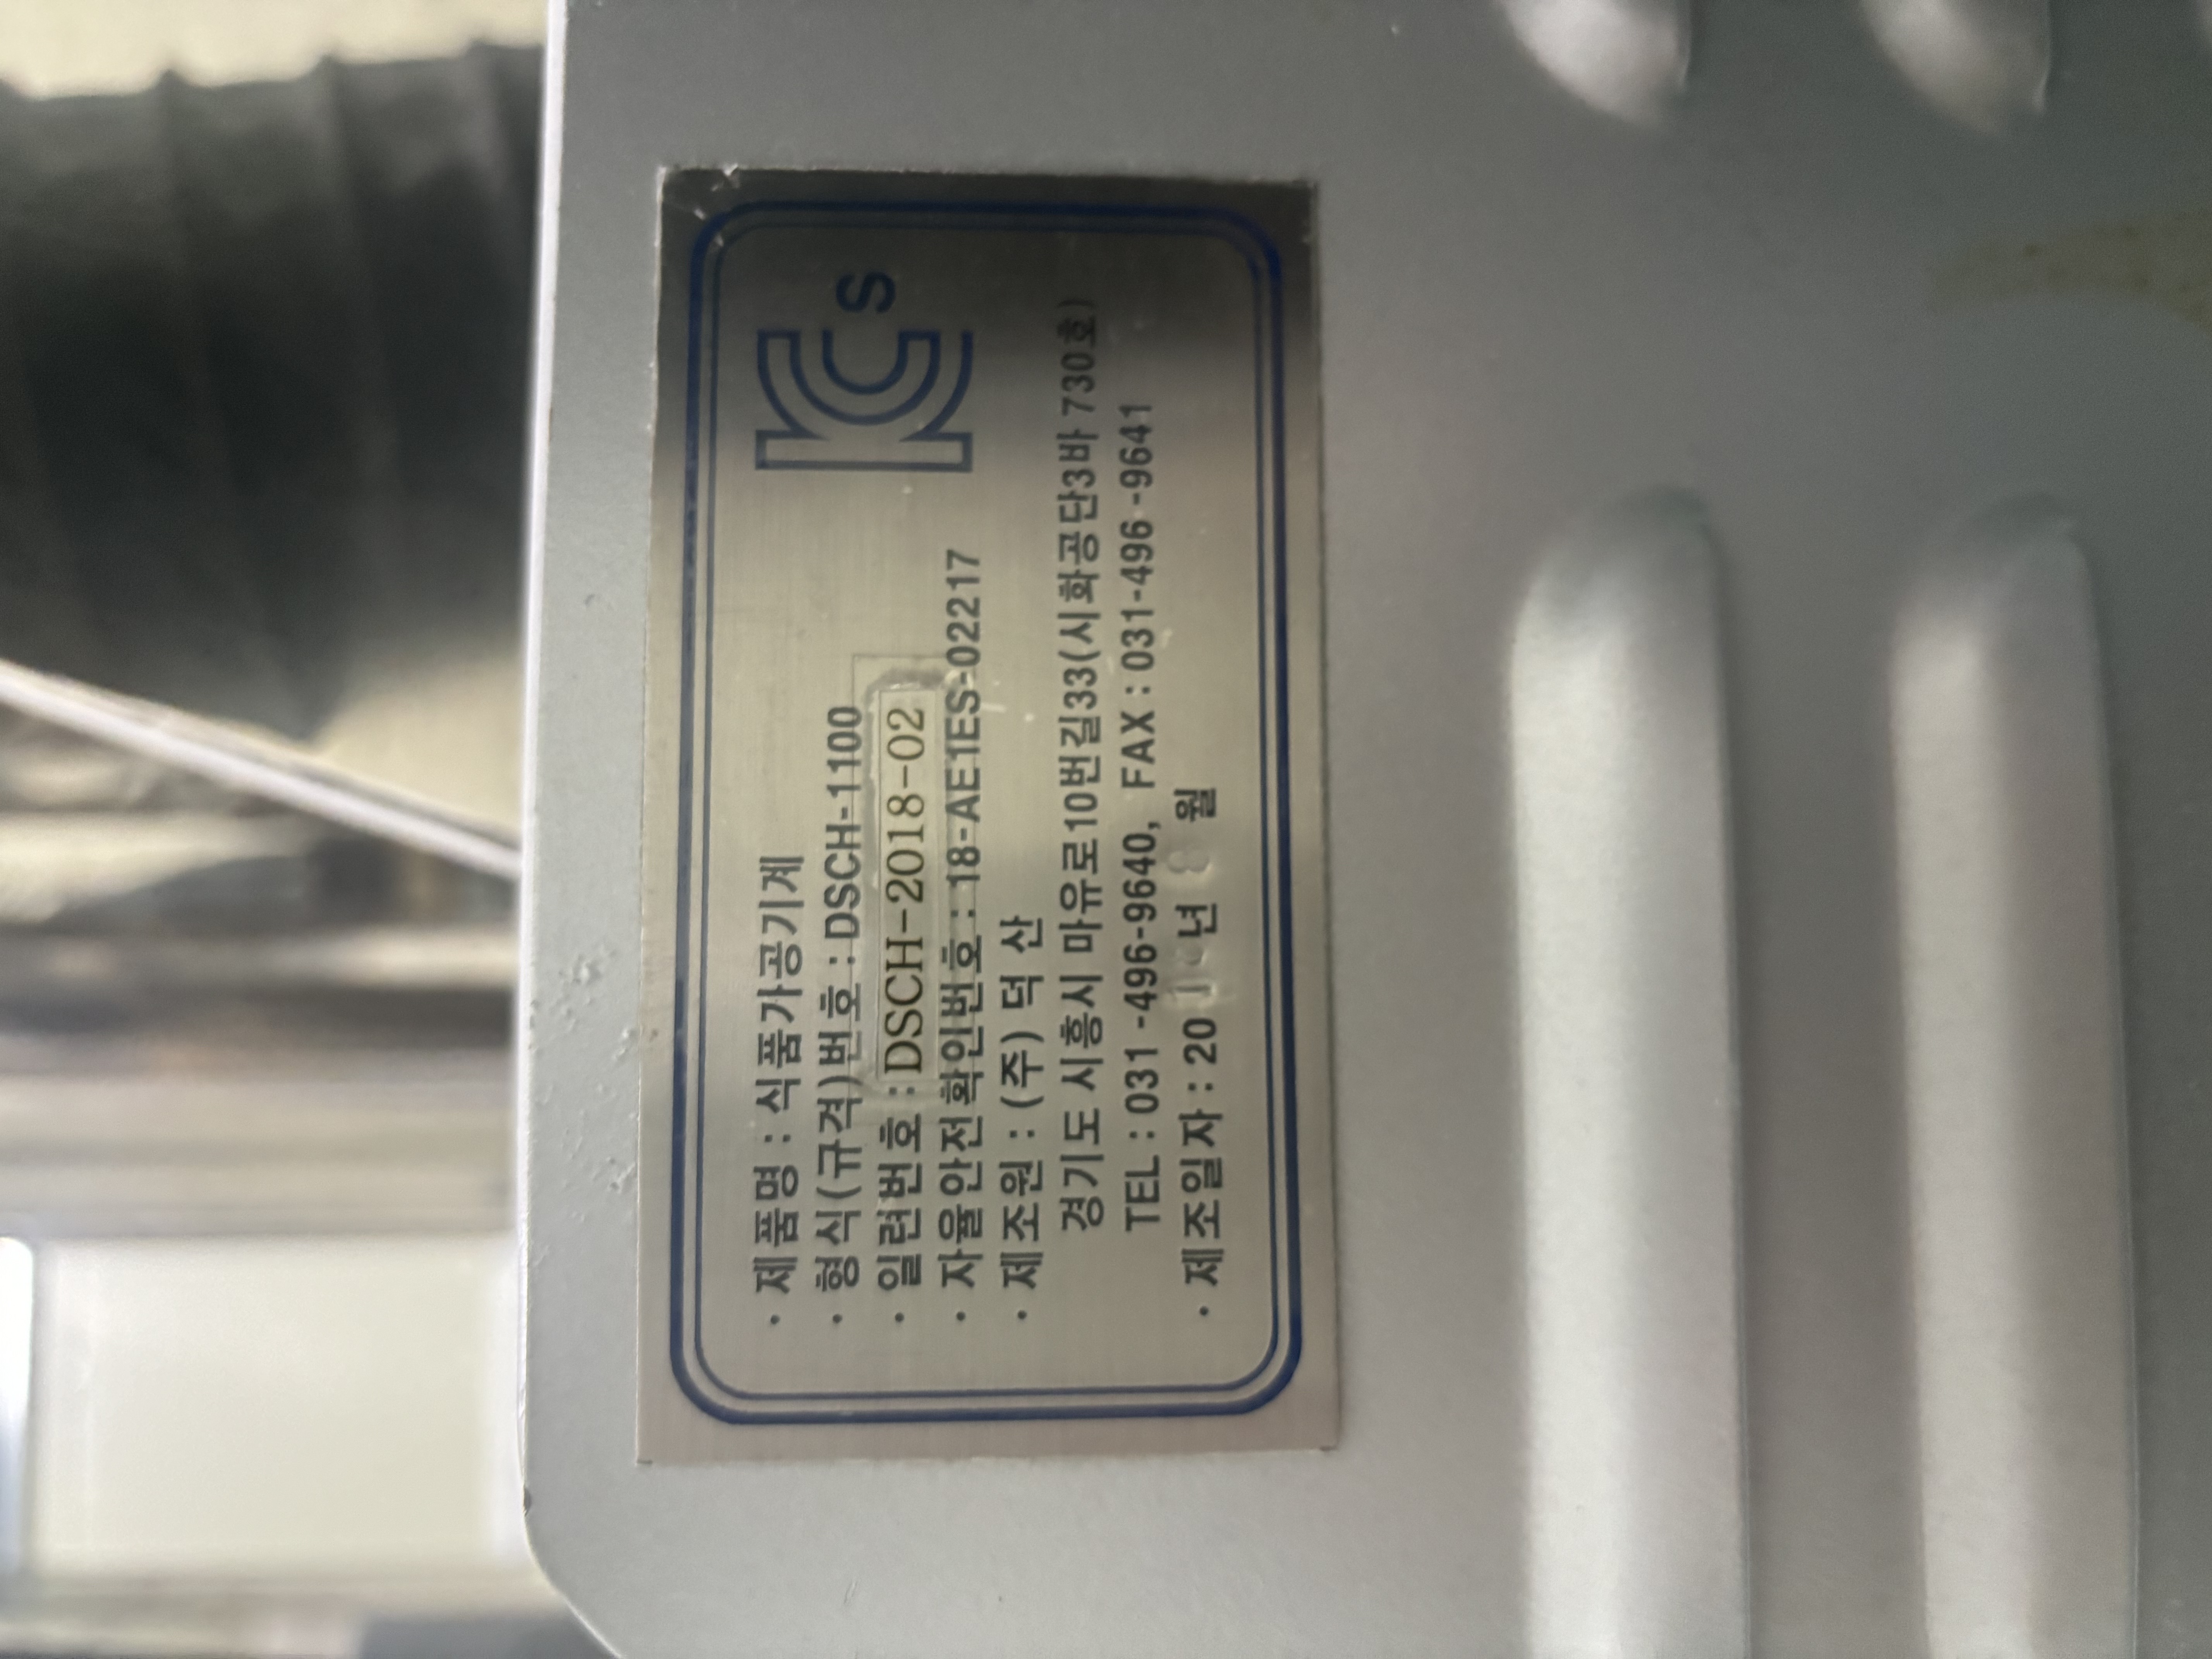 KCs
· 제품명 : 식품가공기계
· 형식(규격)번호 : DSCH-1100
· 일련번호 : DSCH-2018-02
· 자율안전확인번호 : 18-AE1ES-02217
· 제조원 : (주) 덕 산
경기도 시흥시 마유로10번길33(시화공단3바 730호)
TEL : 031 -496-9640, FAX : 031-496 -9641
· 제조일자 : 20 년 8 월